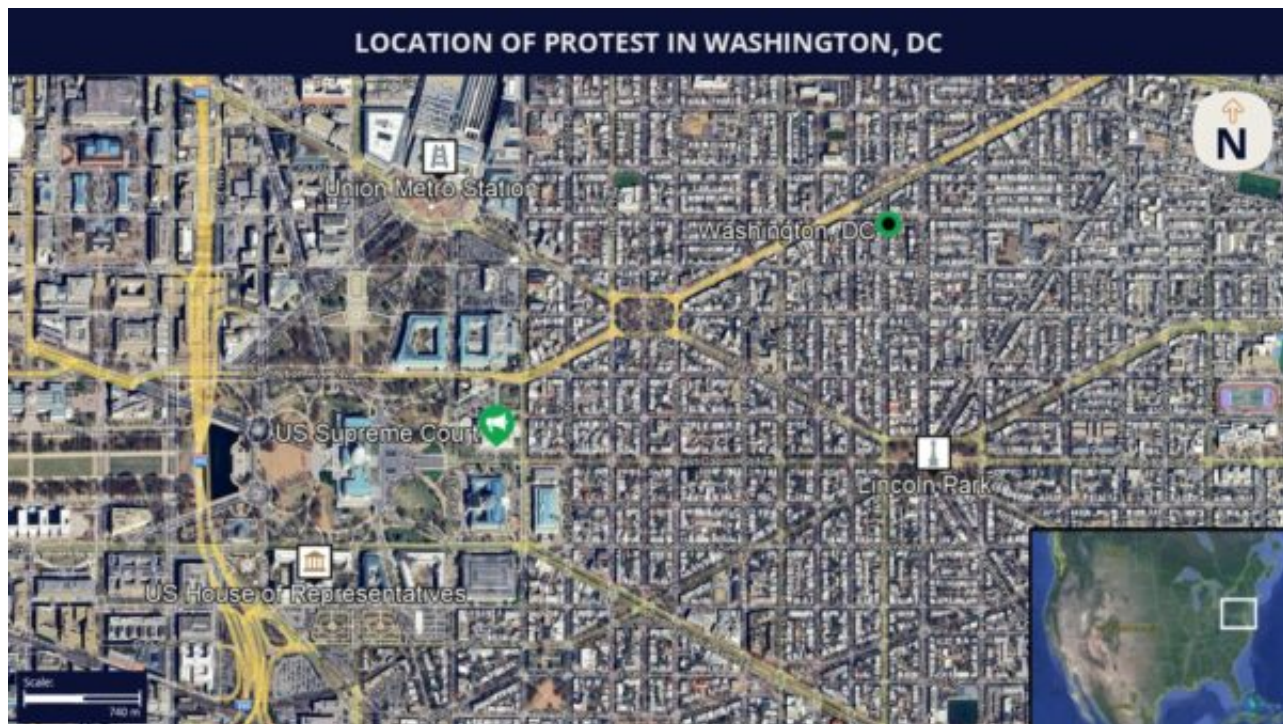 LOCATION OF PROTEST IN WASHINGTON, DC
N
Union Metro Station
Washington, DC
US Supreme Court
Lincoln Park
US House of Representatives
Scale:
740 m